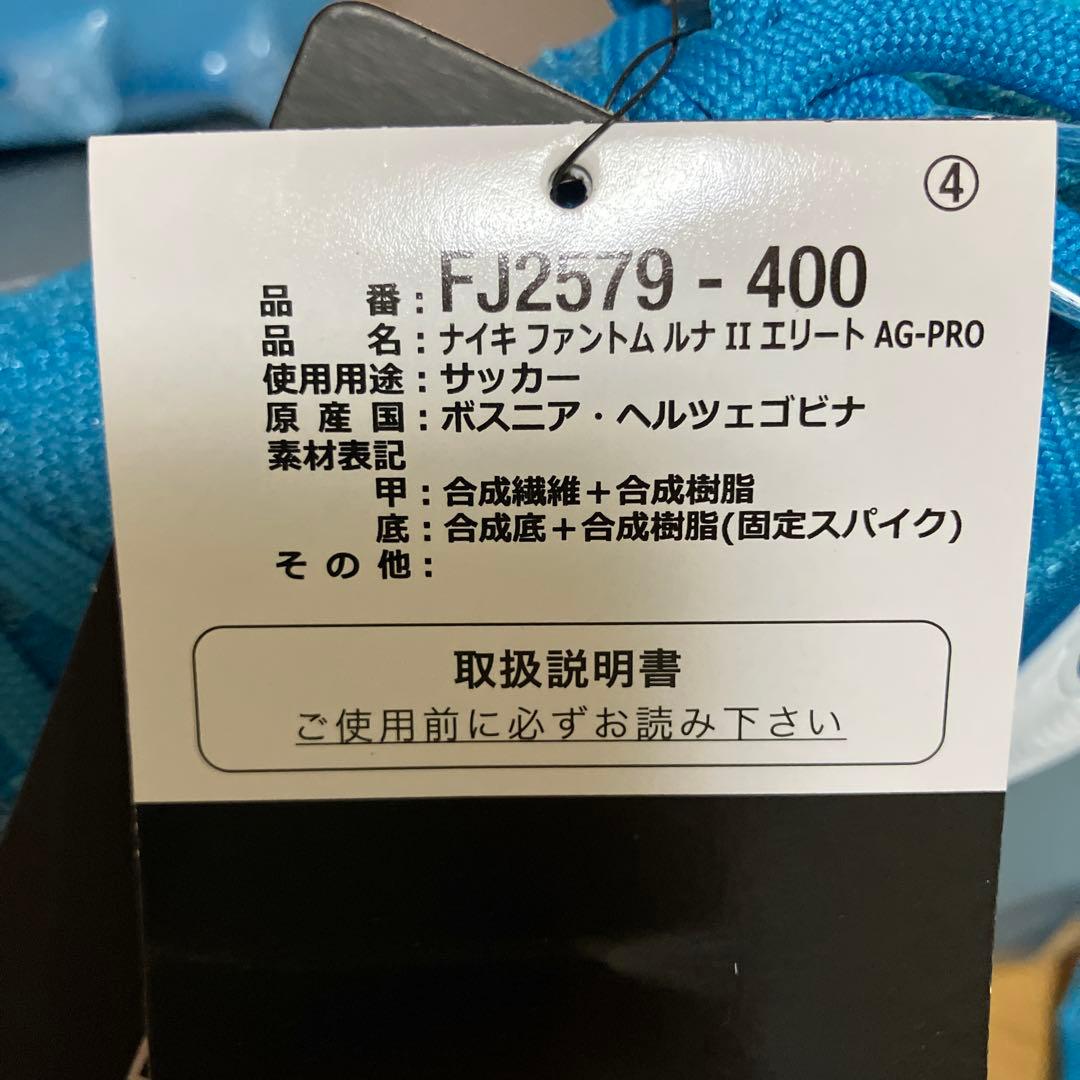 ④
品番：FJ2579 - 400
品名：ナイキ ファントム ルナ II エリート AG-PRO
使用用途：サッカー
原産国：ボスニア・ヘルツェゴビナ
素材表記
甲：合成繊維＋合成樹脂
底：合成底＋合成樹脂(固定スパイク)
その他：
取扱説明書
ご使用前に必ずお読み下さい